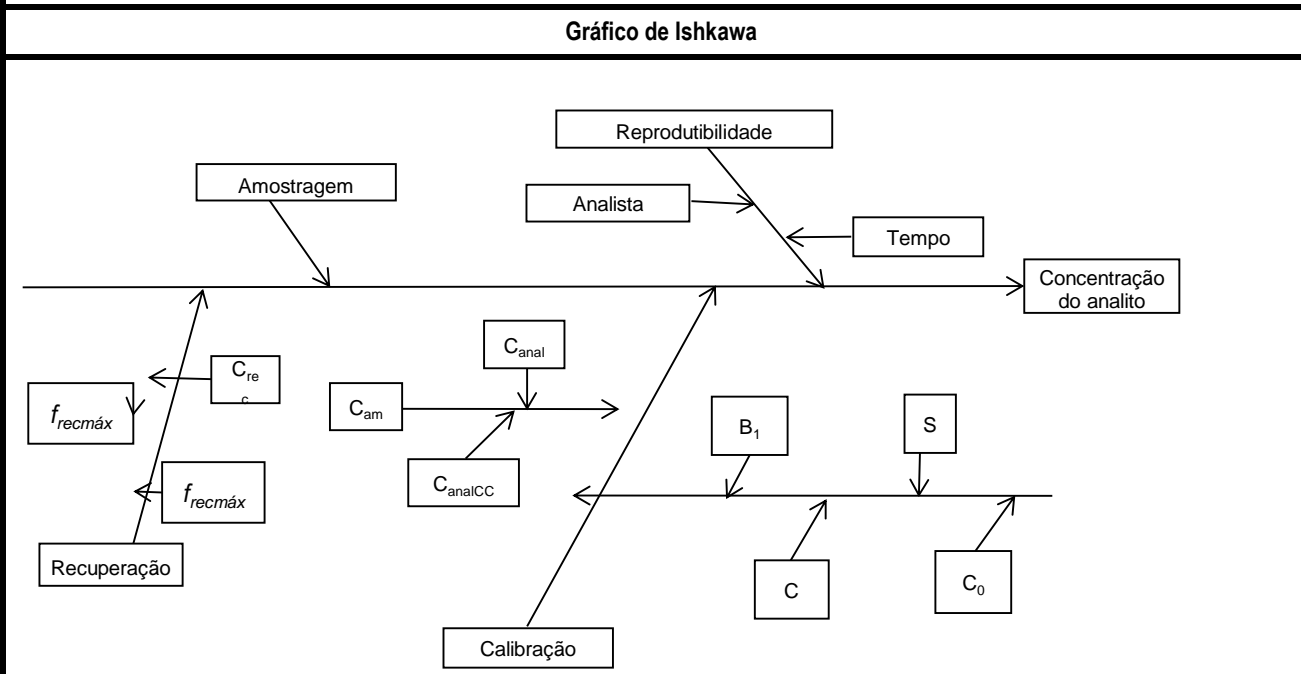 Gráfico de Ishkawa
Reprodutibilidade
Amostragem
Analista
Tempo
Concentração
do analito
C_anal
C_re
c
f_recmáx
C_am
B_1
S
C_analCC
f_recmáx
Recuperação
C
C_0
Calibração